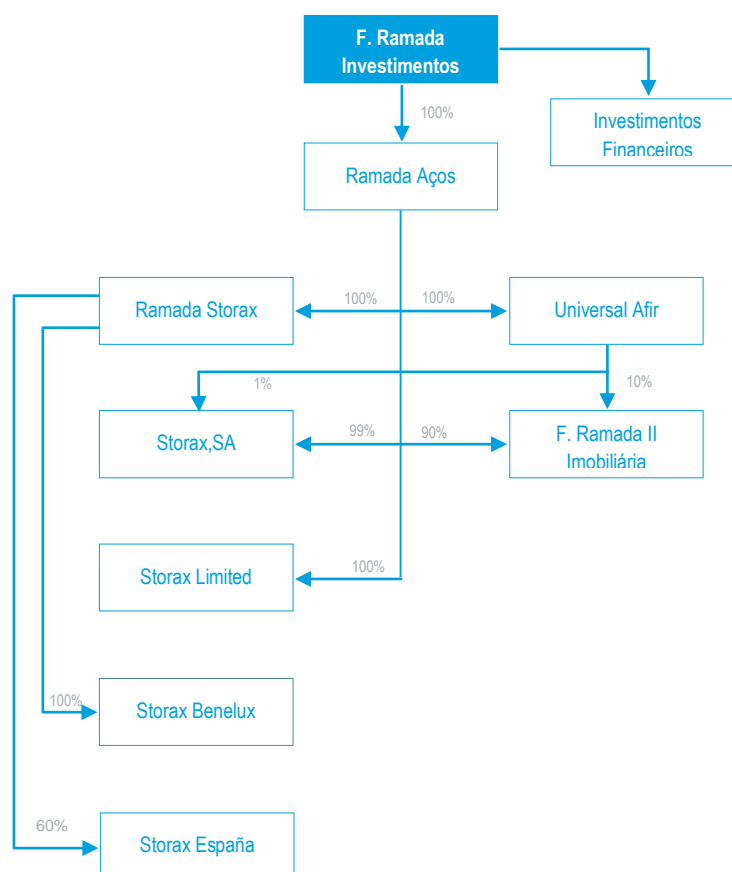 F. Ramada
Investimentos
100%
Investimentos
Financeiros
Ramada Aços
Ramada Storax
100%
100%
Universal Afir
1%
10%
Storax,SA
99%
90%
F. Ramada II
Imobiliária
Storax Limited
100%
100%
Storax Benelux
60%
Storax España